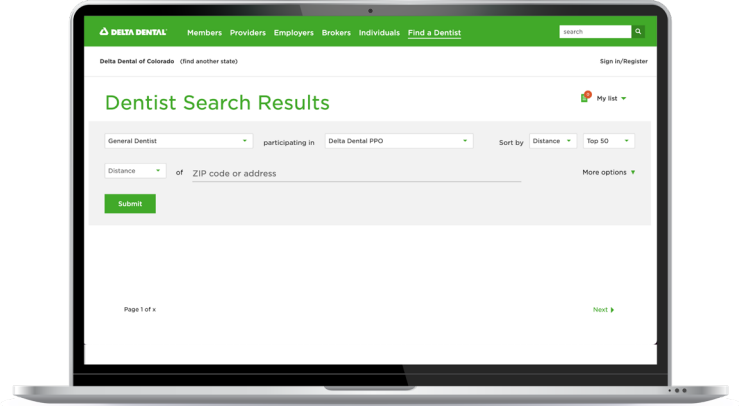 DELTA DENTAL
Members Providers Employers Brokers Individuals Find a Dentist
search
Delta Dental of Colorado (find another state)
Sign in/Register
Dentist Search Results
My list
General Dentist
participating in
Delta Dental PPO
Sort by
Distance
Top 50
Distance
of
ZIP code or address
More options
Submit
Page 1 of x
Next